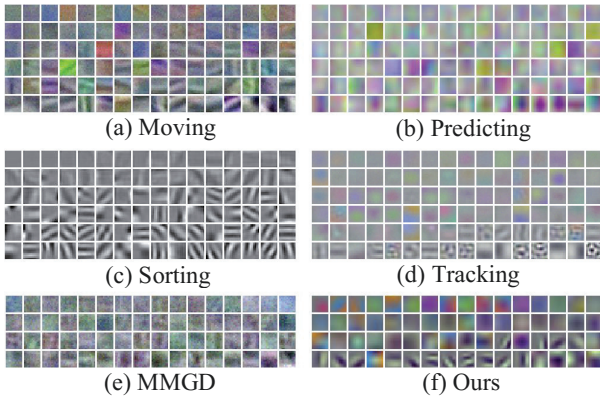 (a) Moving
(b) Predicting
(c) Sorting
(d) Tracking
(e) MMGD
(f) Ours